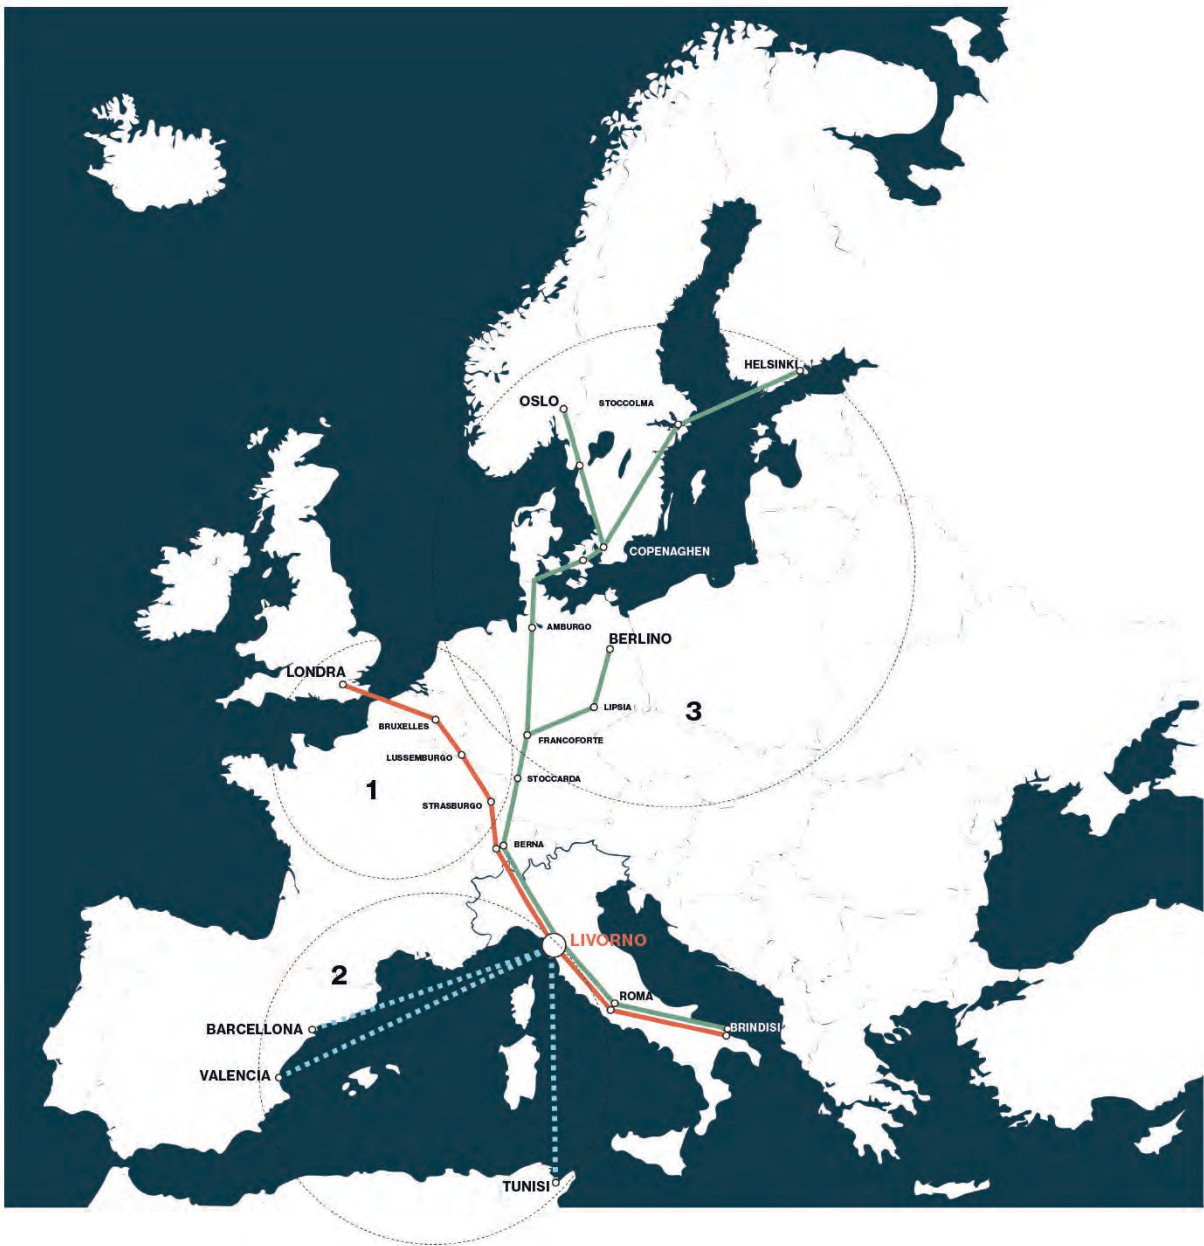 HELSINKI
OSLO
STOCCOLMA
COPENAGHEN
AMBURGO
BERLINO
LONDRA
LIPSIA
3
BRUXELLES
FRANCOFORTE
LUSSEMBURGO
STOCCARDA
1
STRASBURGO
BERNA
LIVORNO
2
ROMA
BARCELLONA
BRINDISI
VALENCIA
TUNISI